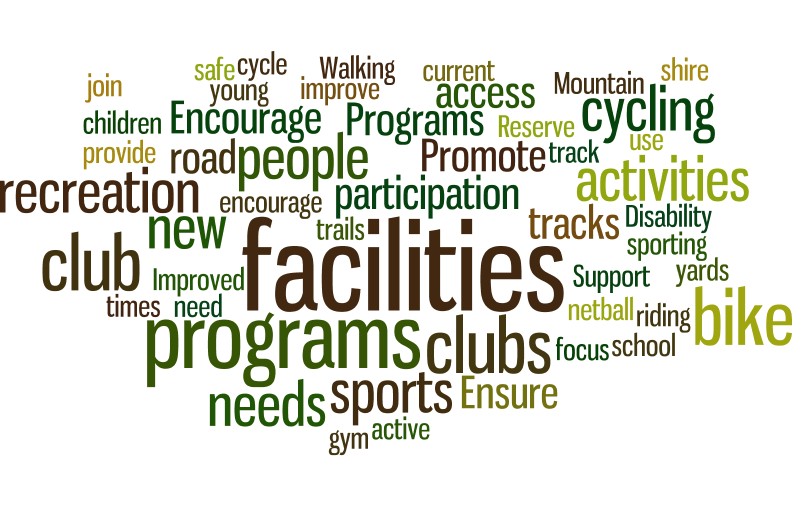 safe cycle Walking current Mountain shire
join young improve access
children Encourage Programs Reserve cycling
provide road people Promote track use
recreation encourage participation activities
new trails tracks Disability
club facilities sporting
Improved Support yards
times need netball riding bike
programs clubs focus school
needs sports Ensure
gym active